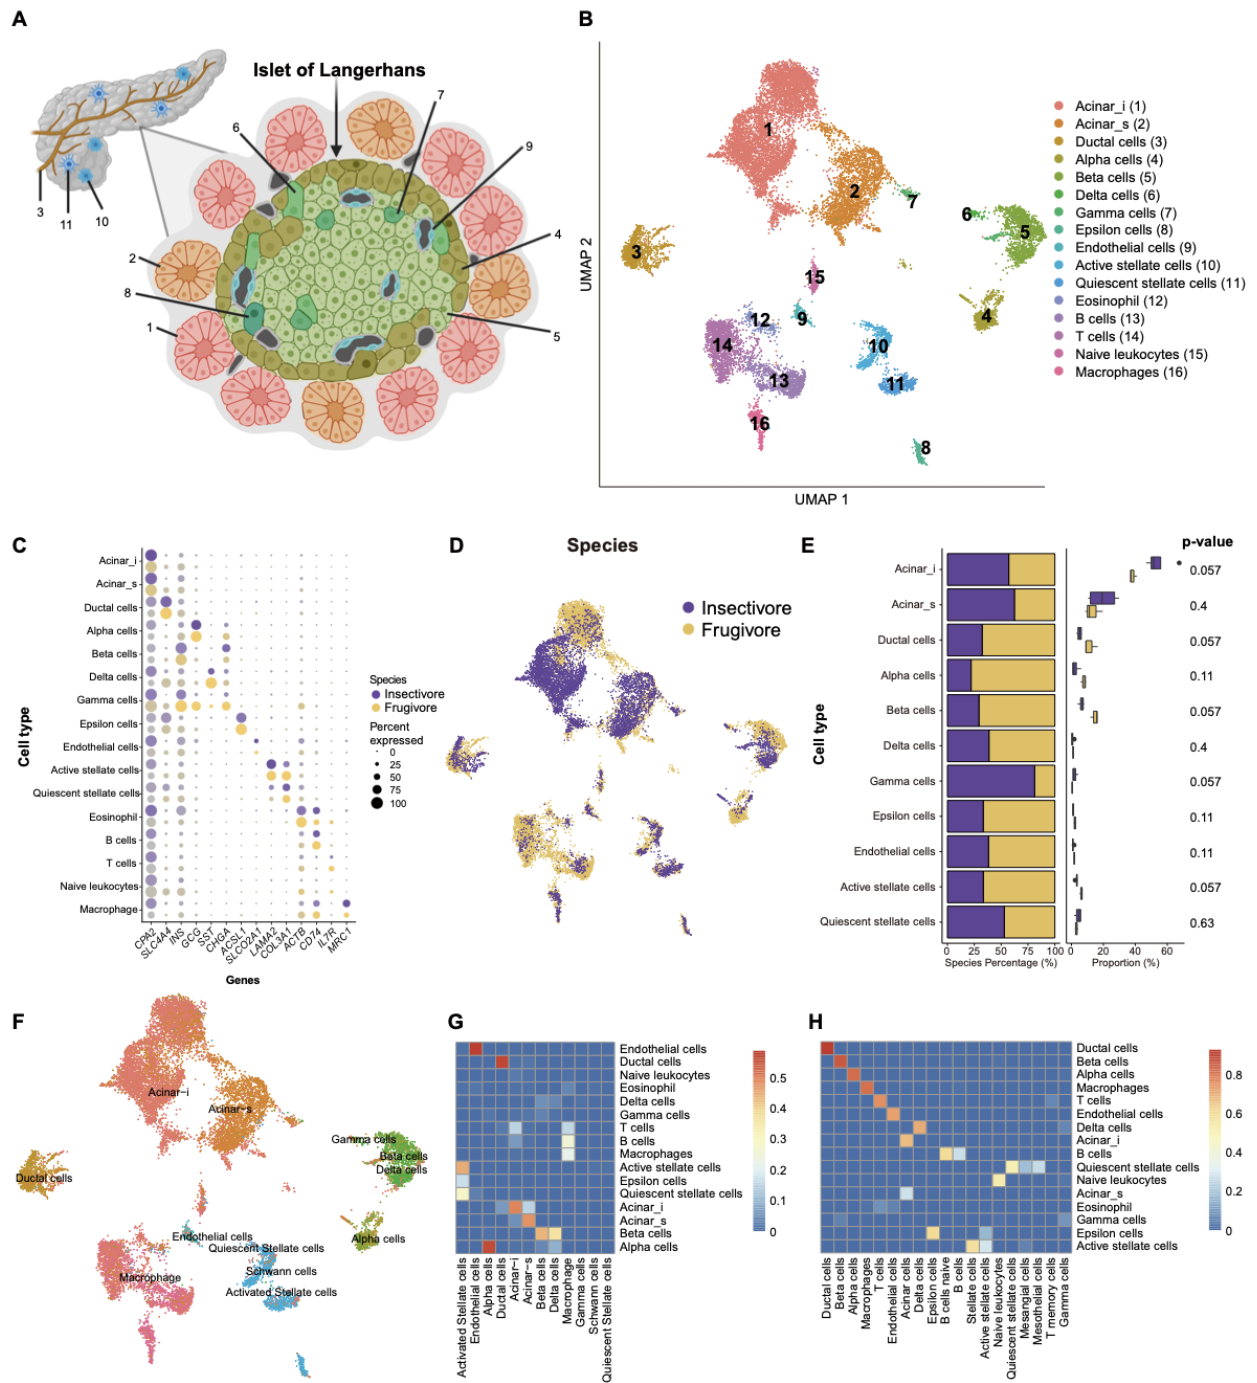 A
Islet of Langerhans
7
6
9
3
11
10
4
2
8
1
5
B
UMAP 2
UMAP 1
1
2
3
7
6
5
4
15
12
9
14
13
10
11
16
8
Acinar_i (1)
Acinar_s (2)
Ductal cells (3)
Alpha cells (4)
Beta cells (5)
Delta cells (6)
Gamma cells (7)
Epsilon cells (8)
Endothelial cells (9)
Active stellate cells (10)
Quiescent stellate cells (11)
Eosinophil (12)
B cells (13)
T cells (14)
Naive leukocytes (15)
Macrophages (16)
C
Cell type
Acinar_i
Acinar_s
Ductal cells
Alpha cells
Beta cells
Delta cells
Gamma cells
Epsilon cells
Endothelial cells
Active stellate cells
Quiescent stellate cells
Eosinophil
B cells
T cells
Naive leukocytes
Macrophage
CPA2
SLC4A4
INS
GCG
SST
CHGA
ACSL1
SLCO2A1
LAMA2
COL3A1
ACTB
CD74
IL7R
MRC1
Genes
Species
Insectivore
Frugivore
Percent
expressed
0
25
50
75
100
D
Species
Insectivore
Frugivore
E
p-value
Cell type
Acinar_i
0.057
Acinar_s
0.4
Ductal cells
0.057
Alpha cells
0.11
Beta cells
0.057
Delta cells
0.4
Gamma cells
0.057
Epsilon cells
0.11
Endothelial cells
0.11
Active stellate cells
0.057
Quiescent stellate cells
0.63
0 25 50 75 100
Species Percentage (%)
0 20 40 60
Proportion (%)
F
Acinar-i
Acinar-s
Ductal cells
Gamma cells
Beta cells
Delta cells
Alpha cells
Endothelial cells
Quiescent Stellate cells
Schwann cells
Activated Stellate cells
Macrophage
G
Endothelial cells
Ductal cells
Naive leukocytes
Eosinophil
Delta cells
Gamma cells
T cells
B cells
Macrophages
Active stellate cells
Epsilon cells
Quiescent stellate cells
Acinar_i
Acinar_s
Beta cells
Alpha cells
Activated Stellate cells
Endothelial cells
Alpha cells
Ductal cells
Acinar-i
Acinar-s
Beta cells
Delta cells
Macrophage
Gamma cells
Schwann cells
Quiescent Stellate cells
0.5
0.4
0.3
0.2
0.1
0
H
Ductal cells
Beta cells
Alpha cells
Macrophages
T cells
Endothelial cells
Delta cells
Acinar_i
B cells
Quiescent stellate cells
Naive leukocytes
Acinar_s
Eosinophil
Gamma cells
Epsilon cells
Active stellate cells
Ductal cells
Beta cells
Alpha cells
Macrophages
T cells
Endothelial cells
Acinar cells
Delta cells
Epsilon cells
B cells naive
B cells
Stellate cells
Active stellate cells
Naive leukocytes
Quiescent stellate cells
Mesangial cells
Mesothelial cells
T memory cells
Gamma cells
0.8
0.6
0.4
0.2
0